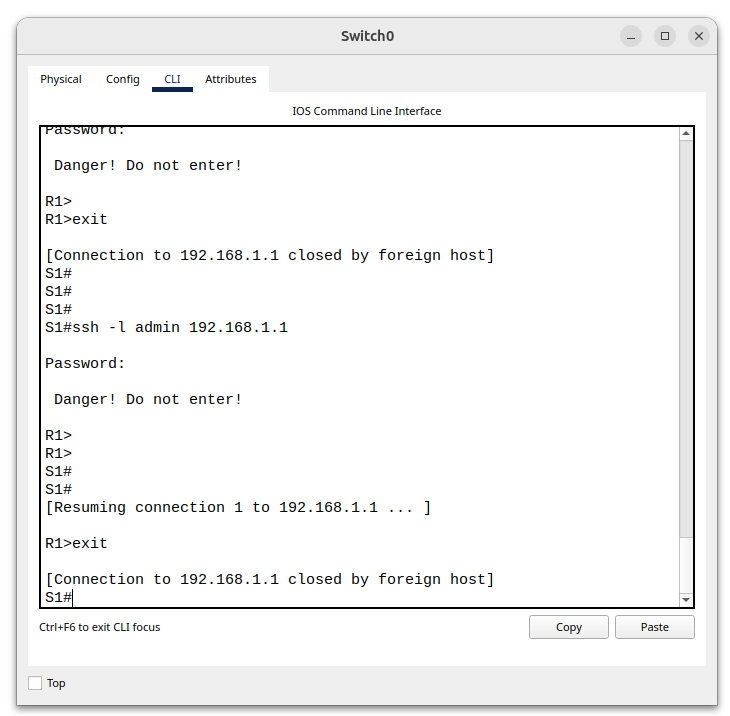 Switch0
Physical Config CLI Attributes
IOS Command Line Interface
Password:
Danger! Do not enter!
R1>
R1>exit
[Connection to 192.168.1.1 closed by foreign host]
S1#
S1#
S1#
S1#ssh -l admin 192.168.1.1
Password:
Danger! Do not enter!
R1>
R1>
S1#
S1#
[Resuming connection 1 to 192.168.1.1 ... ]
R1>exit
[Connection to 192.168.1.1 closed by foreign host]
S1#
Ctrl+F6 to exit CLI focus Copy Paste
Top